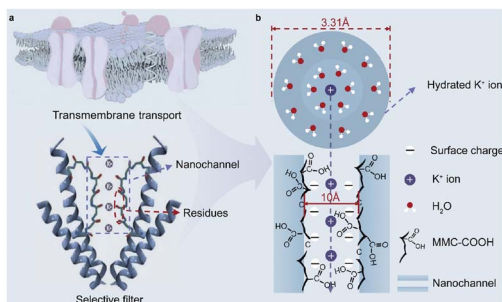 a
Transmembrane transport
Nanochannel
Residues
Selective filter
b
3.31Å
Hydrated K⁺ ion
Surface charge
K⁺ ion
H₂O
MMC-COOH
Nanochannel
10Å